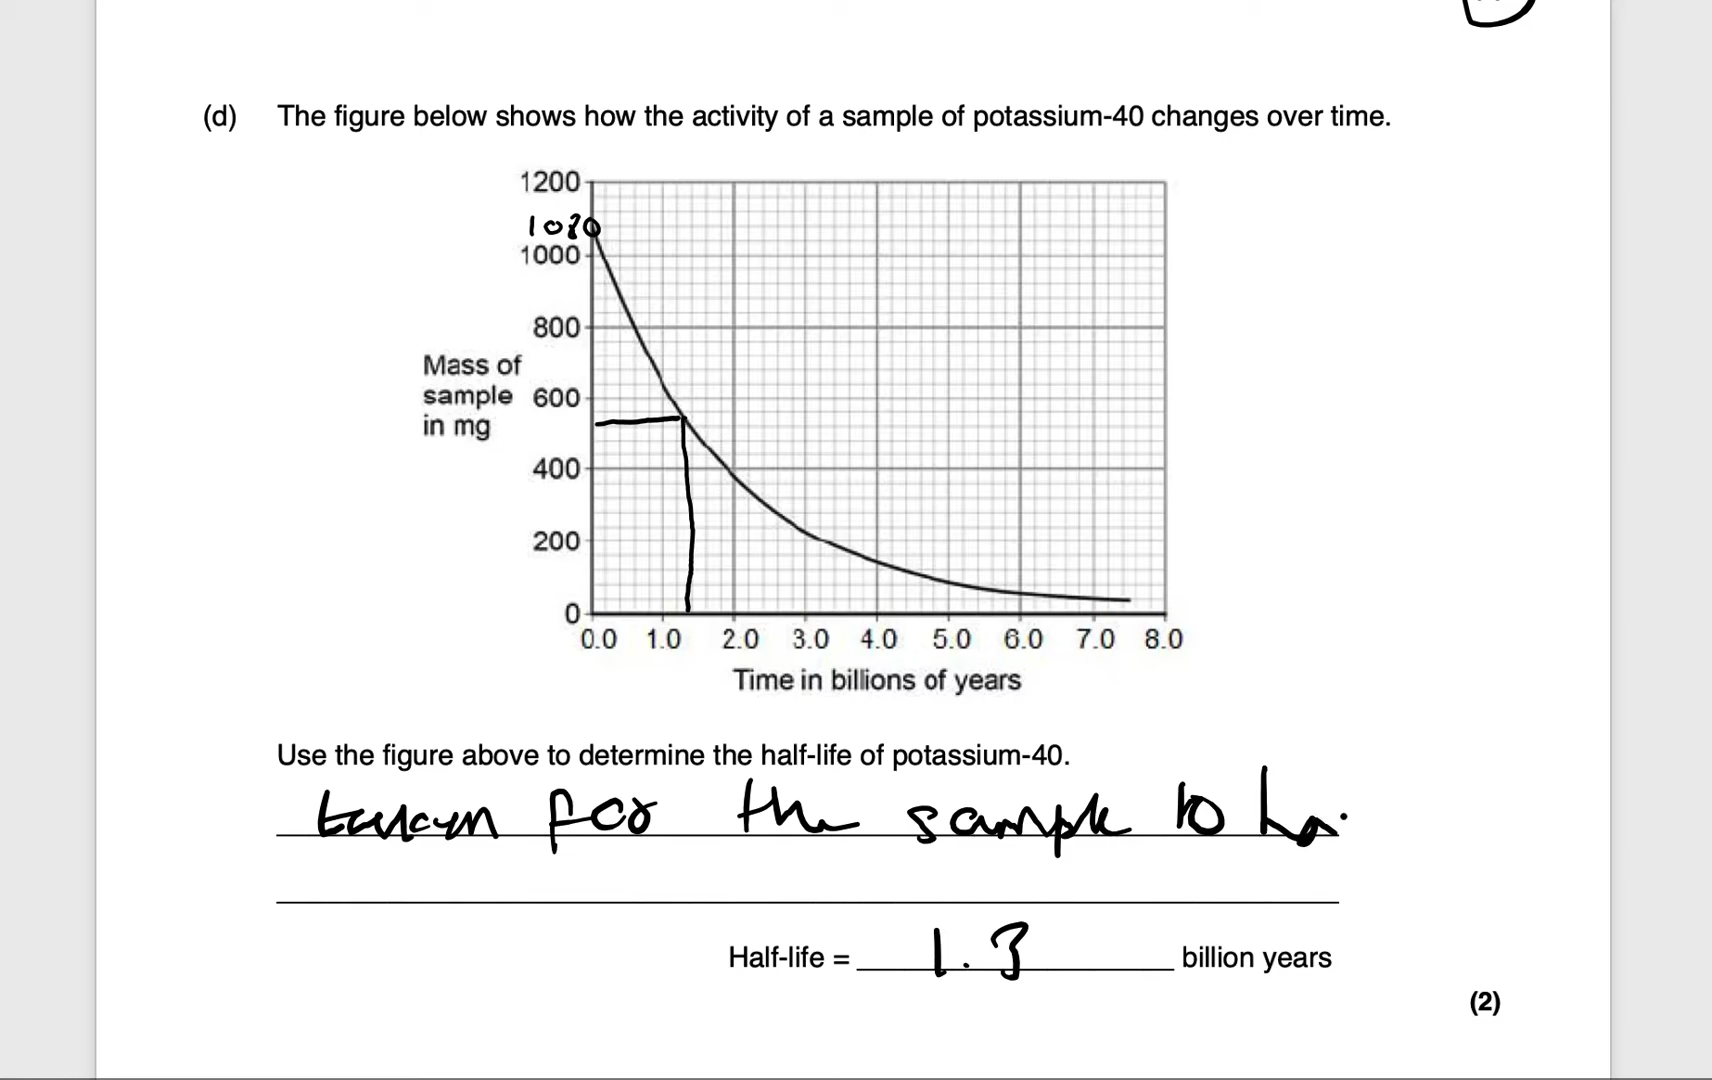 (d) The figure below shows how the activity of a sample of potassium-40 changes over time.
1200
1080
1000
800
Mass of
sample
in mg
600
400
200
0
0.0 1.0 2.0 3.0 4.0 5.0 6.0 7.0 8.0
Time in billions of years
Use the figure above to determine the half-life of potassium-40.
for the sample to
Half-life = 1.3 billion years
(2)